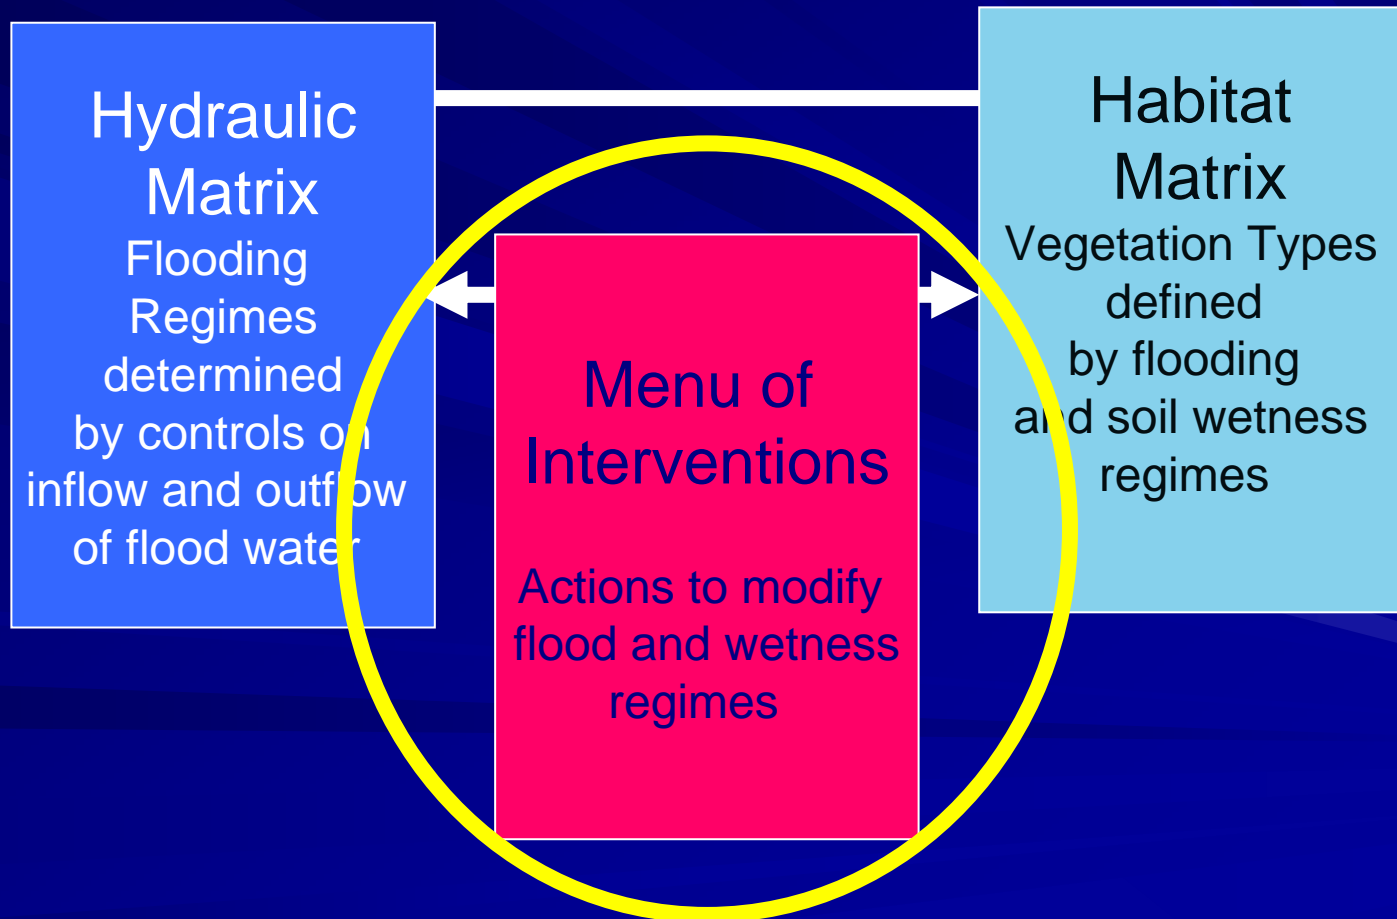 Hydraulic
Matrix
Flooding
Regimes
determined
by controls on
inflow and outflow
of flood water
Menu of
Interventions
Actions to modify
flood and wetness
regimes
Habitat
Matrix
Vegetation Types
defined
by flooding
and soil wetness
regimes